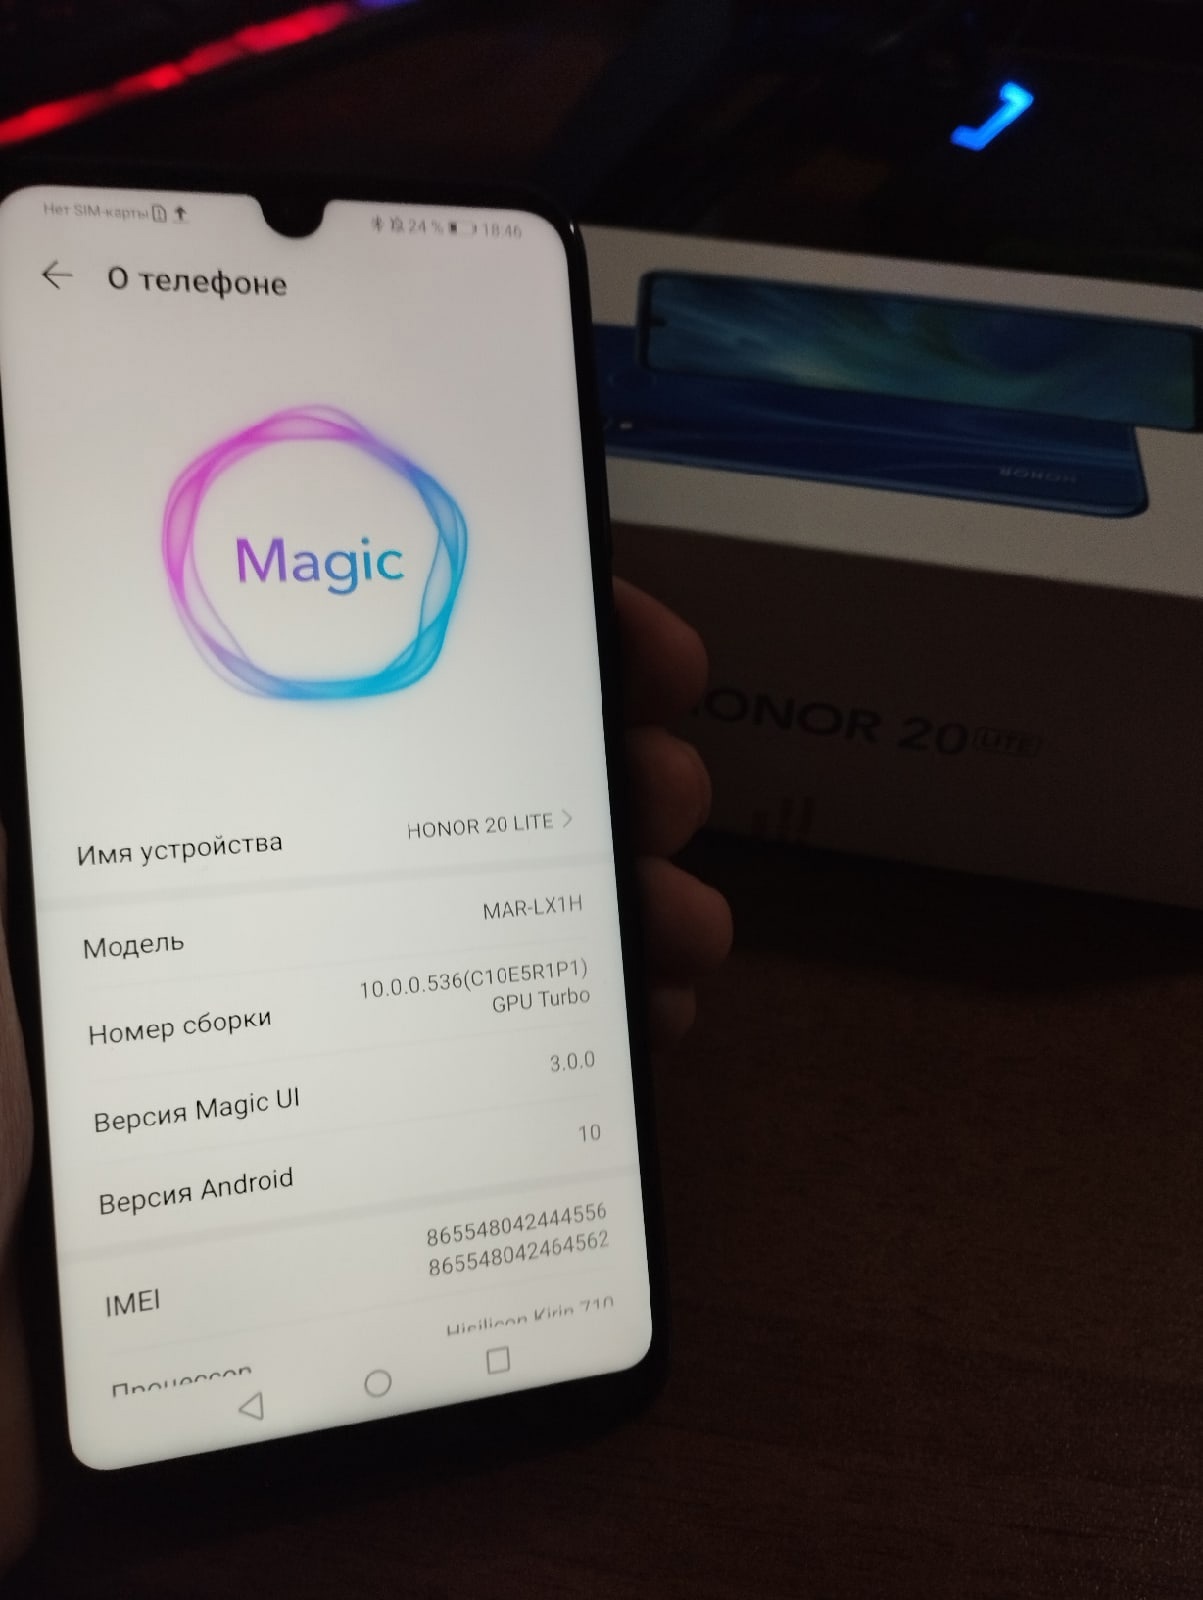 Нет SIM-карты
24 % 18:46
О телефоне
Magic
Имя устройства HONOR 20 LITE
Модель MAR-LX1H
Номер сборки 10.0.0.536(C10E5R1P1)
GPU Turbo
Версия Magic UI 3.0.0
Версия Android 10
IMEI 865548042444556
865548042464562
Процессор Hisilicon Kirin 710
HONOR
ONOR 20 LITE